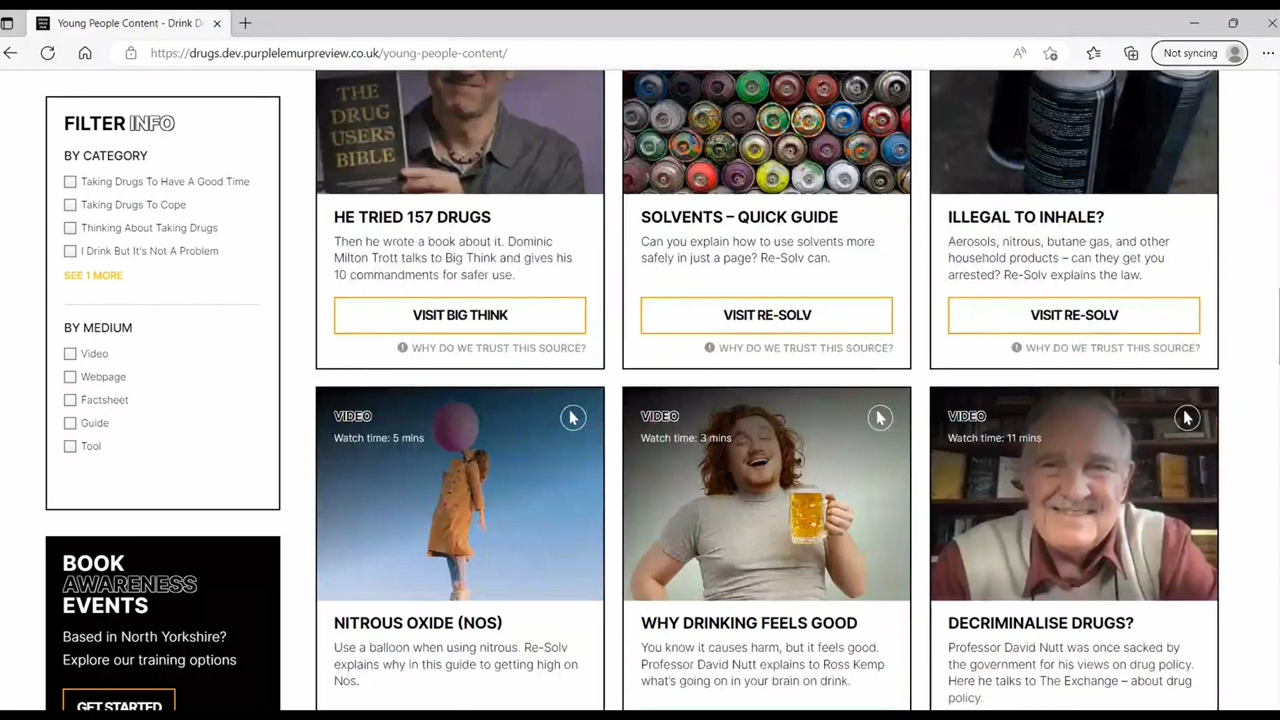 Young People Content - Drink D
https://drugs.dev.purplelemurpreview.co.uk/young-people-content/
Not syncing
FILTER INFO
BY CATEGORY
Taking Drugs To Have A Good Time
Taking Drugs To Cope
Thinking About Taking Drugs
I Drink But It's Not A Problem
SEE 1 MORE
BY MEDIUM
Video
Webpage
Factsheet
Guide
Tool
BOOK
AWARENESS
EVENTS
Based in North Yorkshire?
Explore our training options
GET STARTED
THE
DRUG
USERS
BIBLE
HE TRIED 157 DRUGS
Then he wrote a book about it. Dominic
Milton Trott talks to Big Think and gives his
10 commandments for safer use.
VISIT BIG THINK
WHY DO WE TRUST THIS SOURCE?
SOLVENTS – QUICK GUIDE
Can you explain how to use solvents more
safely in just a page? Re-Solv can.
VISIT RE-SOLV
WHY DO WE TRUST THIS SOURCE?
ILLEGAL TO INHALE?
Aerosols, nitrous, butane gas, and other
household products – can they get you
arrested? Re-Solv explains the law.
VISIT RE-SOLV
WHY DO WE TRUST THIS SOURCE?
VIDEO
Watch time: 5 mins
NITROUS OXIDE (NOS)
Use a balloon when using nitrous. Re-Solv
explains why in this guide to getting high on
Nos.
VIDEO
Watch time: 3 mins
WHY DRINKING FEELS GOOD
You know it causes harm, but it feels good.
Professor David Nutt explains to Ross Kemp
what's going on in your brain on drink.
VIDEO
Watch time: 11 mins
DECRIMINALISE DRUGS?
Professor David Nutt was once sacked by
the government for his views on drug policy.
Here he talks to The Exchange – about drug
policy.